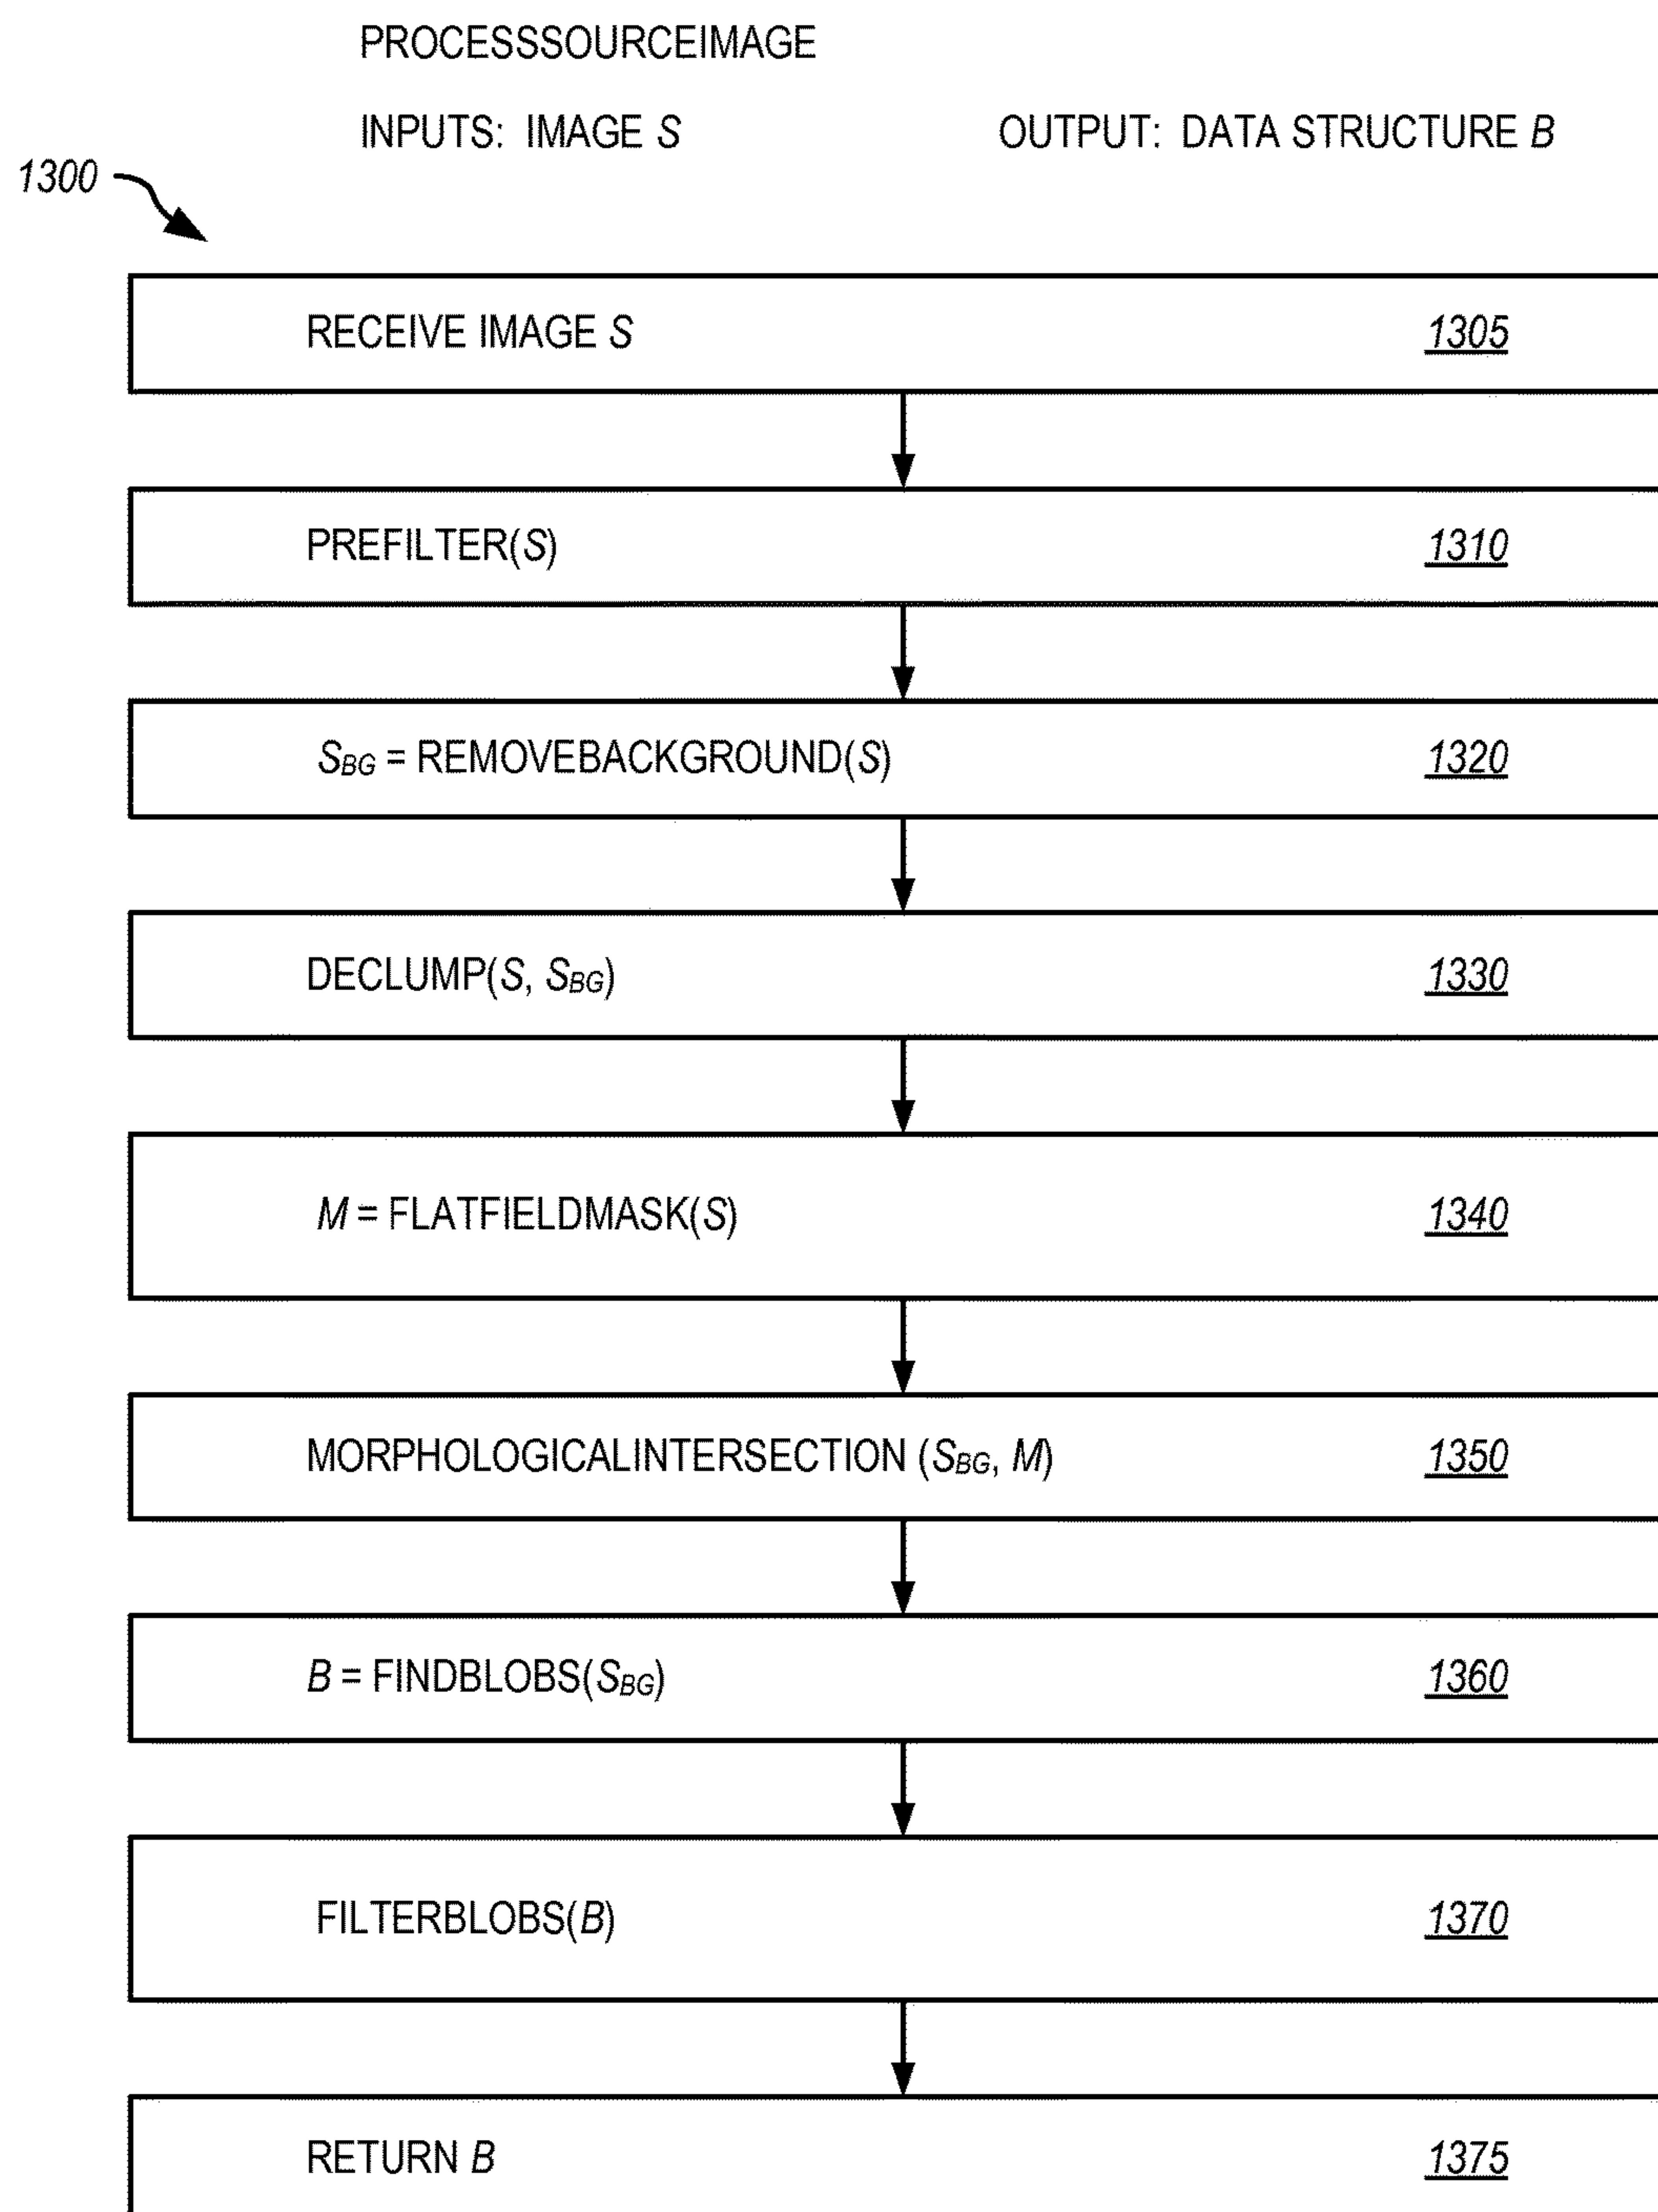 PROCESSSOURCEIMAGE
INPUTS: IMAGE S OUTPUT: DATA STRUCTURE B
1300
RECEIVE IMAGE S 1305
PREFILTER(S) 1310
SBG = REMOVEBACKGROUND(S) 1320
DECLUMP(S, SBG) 1330
M = FLATFIELDMASK(S) 1340
MORPHOLOGICALINTERSECTION (SBG, M) 1350
B = FINDBLOBS(SBG) 1360
FILTERBLOBS(B) 1370
RETURN B 1375